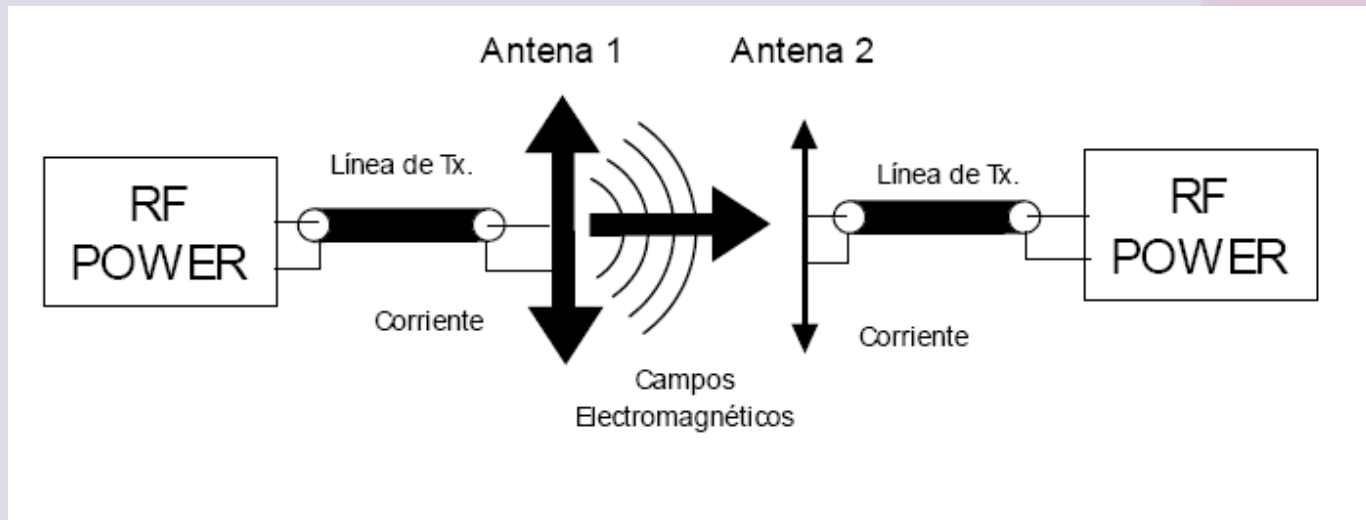 Antena 1
Antena 2
RF
POWER
Línea de Tx.
Corriente
Campos
Electromagnéticos
Línea de Tx.
Corriente
RF
POWER